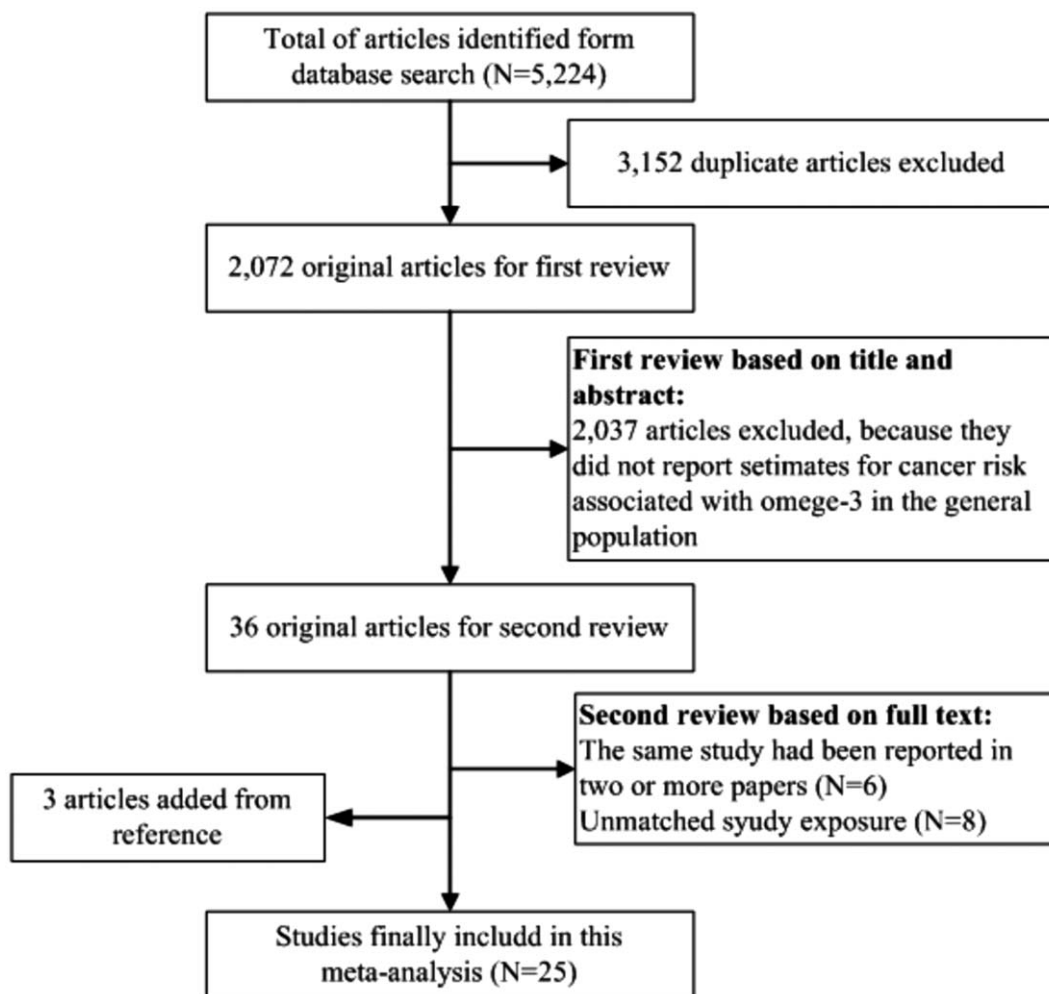 Total of articles identified form
database search (N=5,224)
3,152 duplicate articles excluded
2,072 original articles for first review
First review based on title and
abstract:
2,037 articles excluded, because they
did not report setimates for cancer risk
associated with omege-3 in the general
population
36 original articles for second review
Second review based on full text:
The same study had been reported in
two or more papers (N=6)
Unmatched syudy exposure (N=8)
3 articles added from
reference
Studies finally includd in this
meta-analysis (N=25)